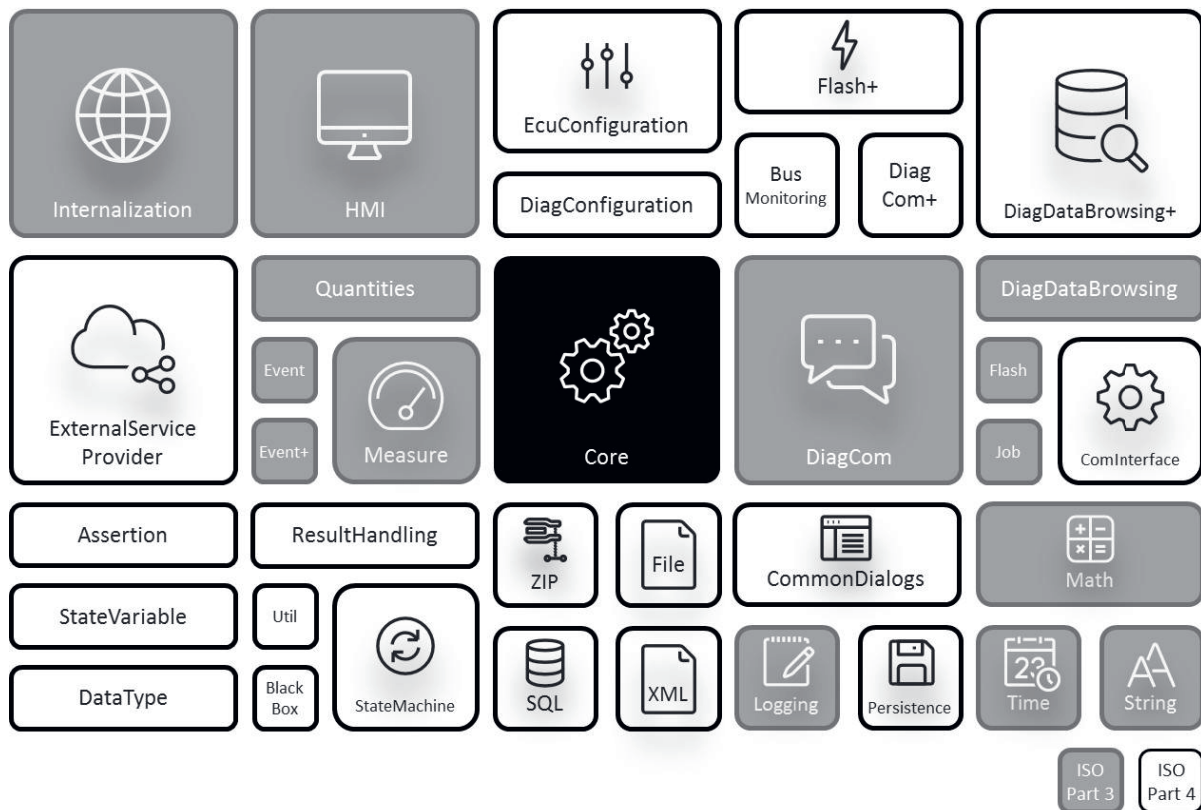 Internalization
HMI
EcuConfiguration
DiagConfiguration
Flash+
Bus
Monitoring
Diag
Com+
DiagDataBrowsing+
ExternalService
Provider
Quantities
Event
Event+
Measure
Core
DiagCom
DiagDataBrowsing
Flash
Job
ComInterface
Assertion
StateVariable
DataType
ResultHandling
Util
Black
Box
StateMachine
ZIP
File
SQL
XML
CommonDialogs
Logging
Persistence
Math
Time
String
ISO
Part 3
ISO
Part 4